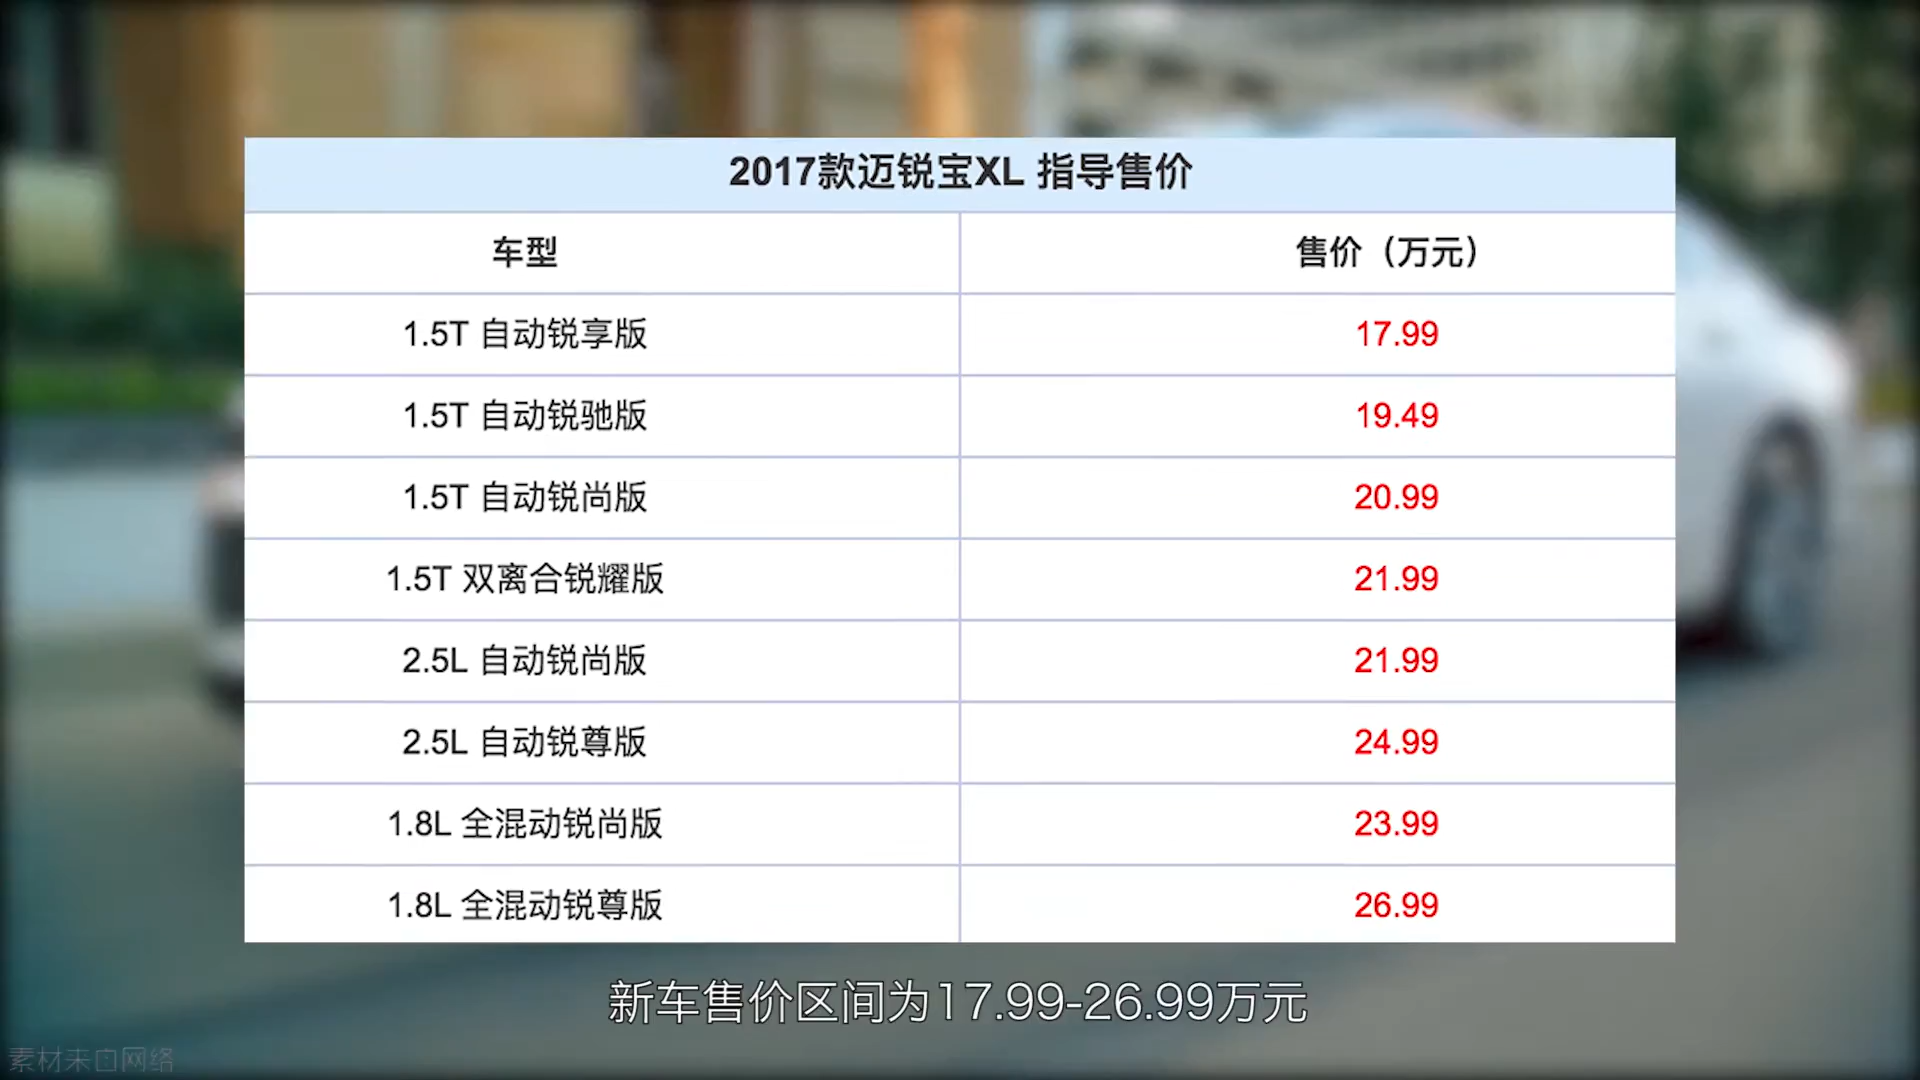 2017款迈锐宝XL 指导售价
车型 售价（万元）
1.5T 自动锐享版 17.99
1.5T 自动锐驰版 19.49
1.5T 自动锐尚版 20.99
1.5T 双离合锐耀版 21.99
2.5L 自动锐尚版 21.99
2.5L 自动锐尊版 24.99
1.8L 全混动锐尚版 23.99
1.8L 全混动锐尊版 26.99
新车售价区间为17.99-26.99万元
素材来自网络